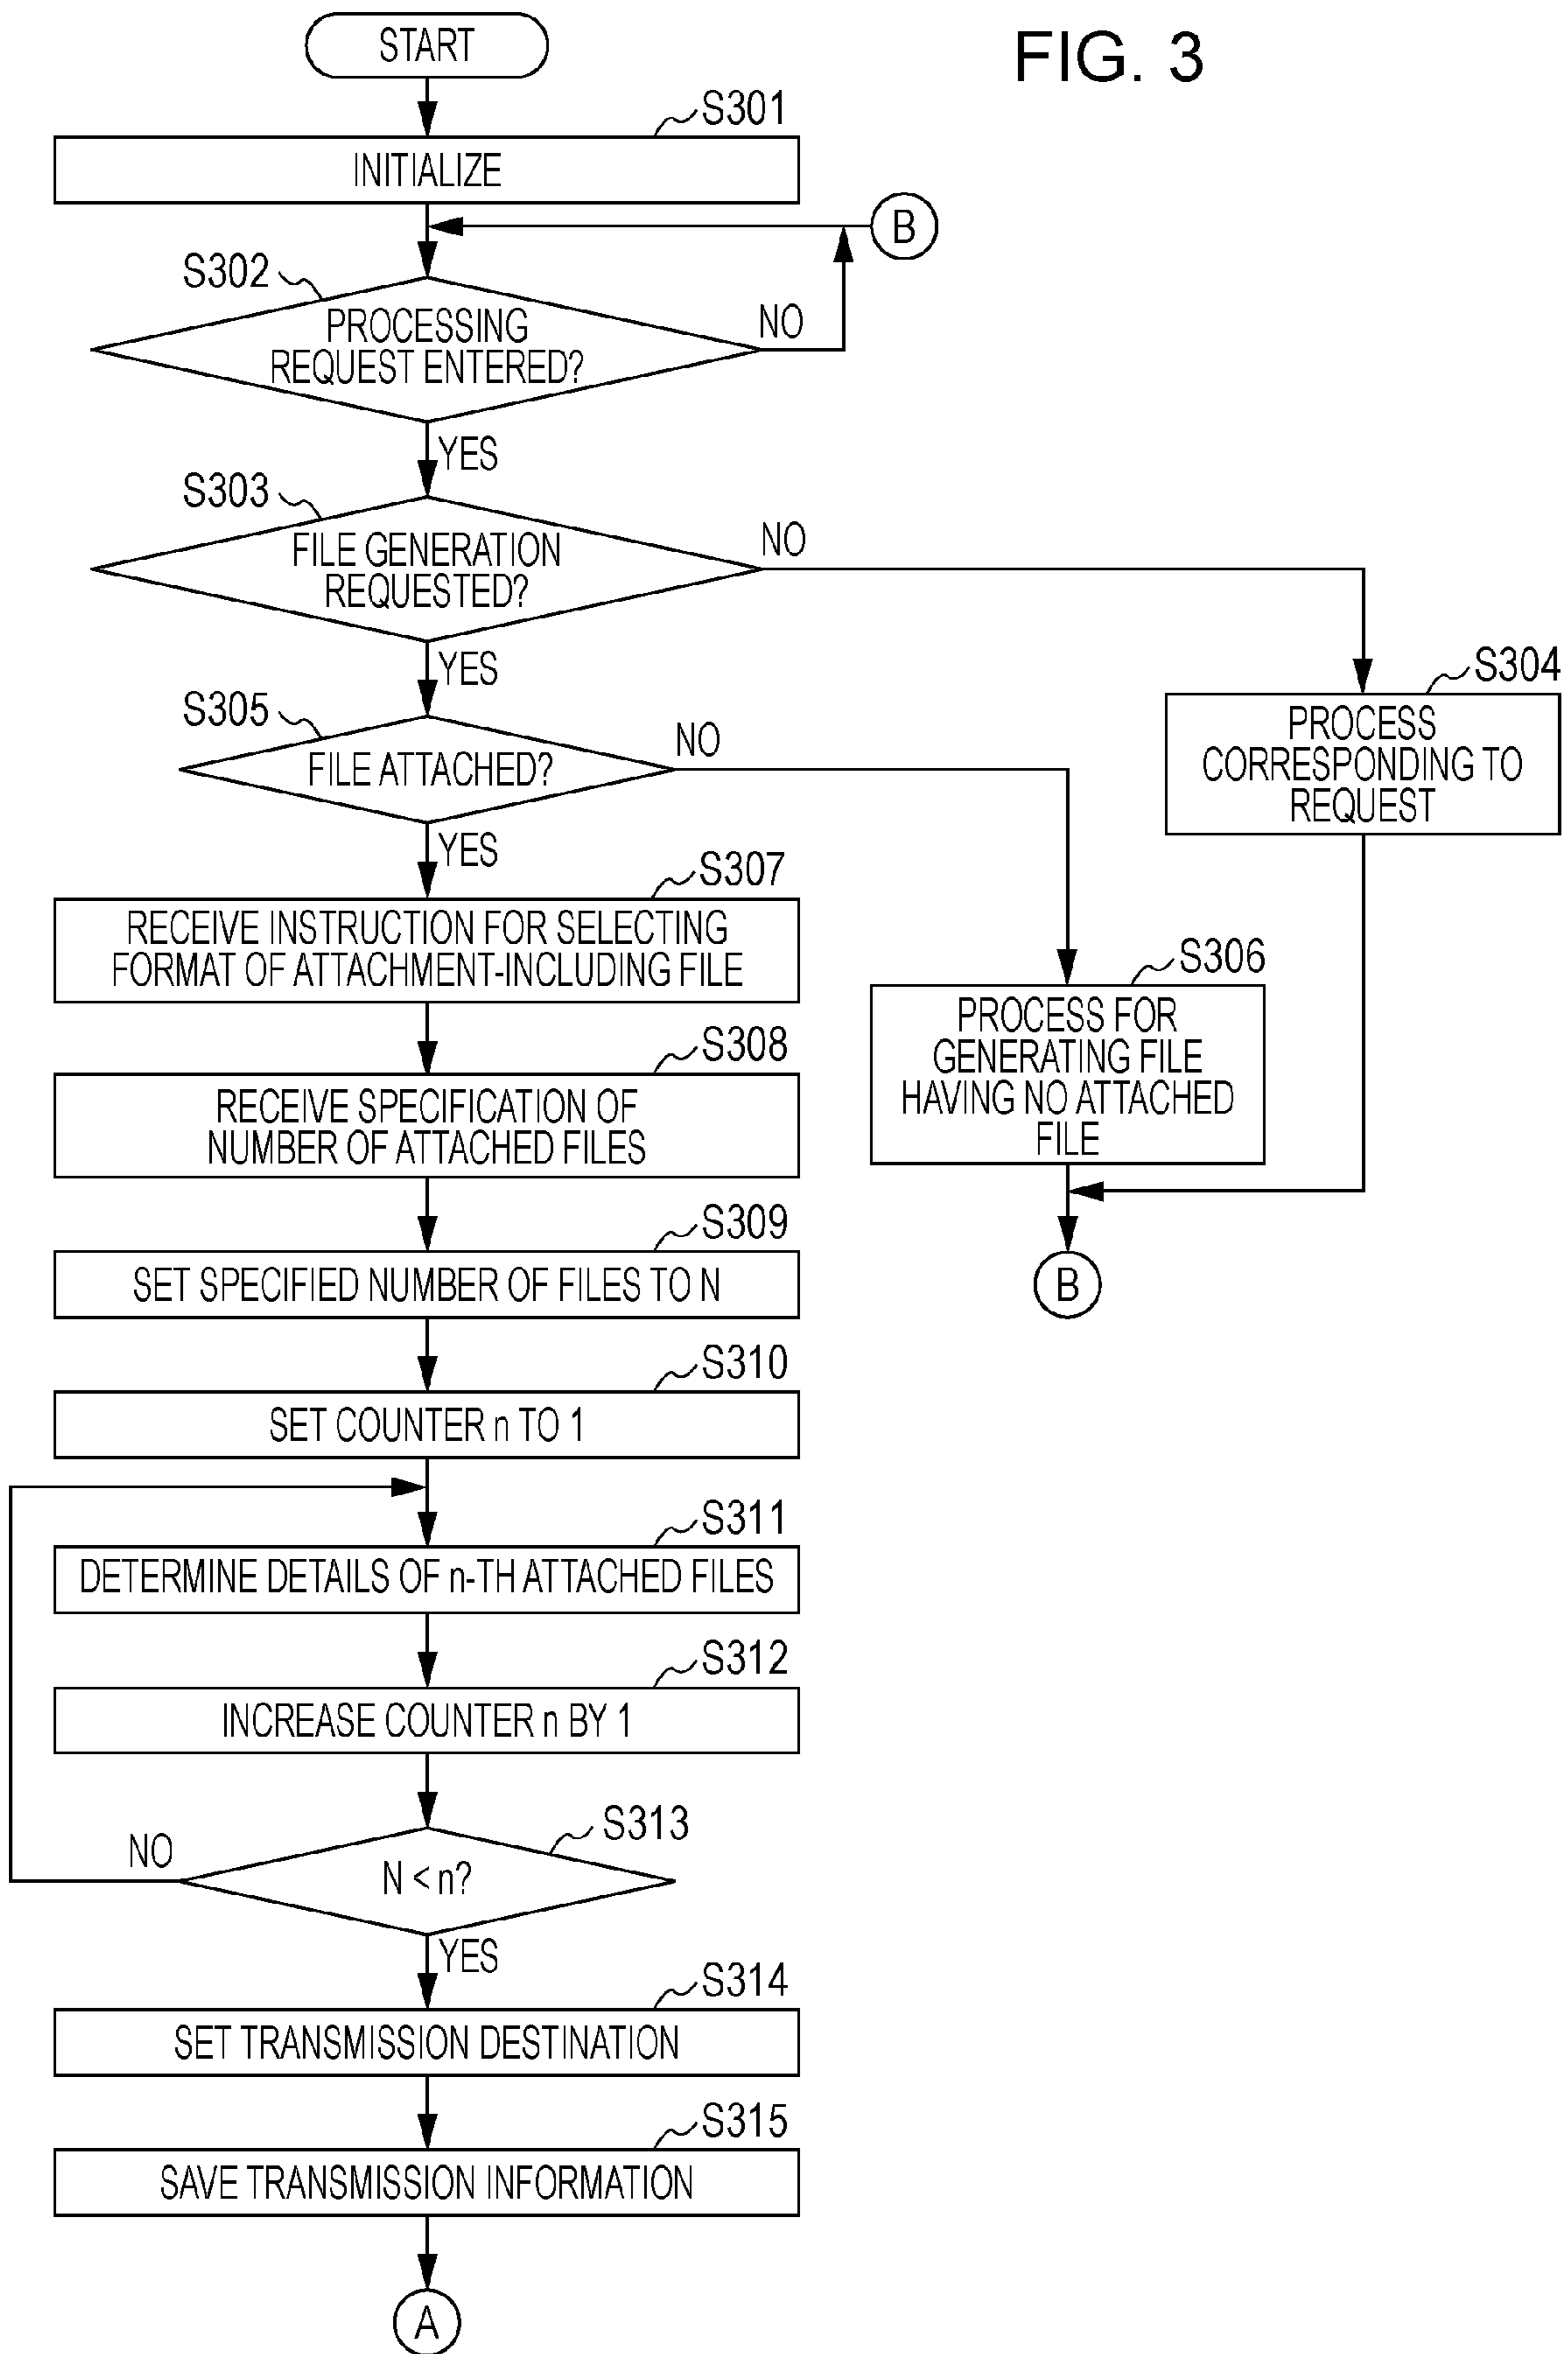 START
FIG. 3
S301
INITIALIZE
B
S302
PROCESSING
REQUEST ENTERED?
NO
YES
S303
FILE GENERATION
REQUESTED?
NO
YES
S304
PROCESS
CORRESPONDING TO
REQUEST
S305
FILE ATTACHED?
NO
YES
S307
RECEIVE INSTRUCTION FOR SELECTING
FORMAT OF ATTACHMENT-INCLUDING FILE
S306
PROCESS FOR
GENERATING FILE
HAVING NO ATTACHED
FILE
B
S308
RECEIVE SPECIFICATION OF
NUMBER OF ATTACHED FILES
S309
SET SPECIFIED NUMBER OF FILES TO N
S310
SET COUNTER n TO 1
S311
DETERMINE DETAILS OF n-TH ATTACHED FILES
S312
INCREASE COUNTER n BY 1
S313
NO
N < n?
YES
S314
SET TRANSMISSION DESTINATION
S315
SAVE TRANSMISSION INFORMATION
A